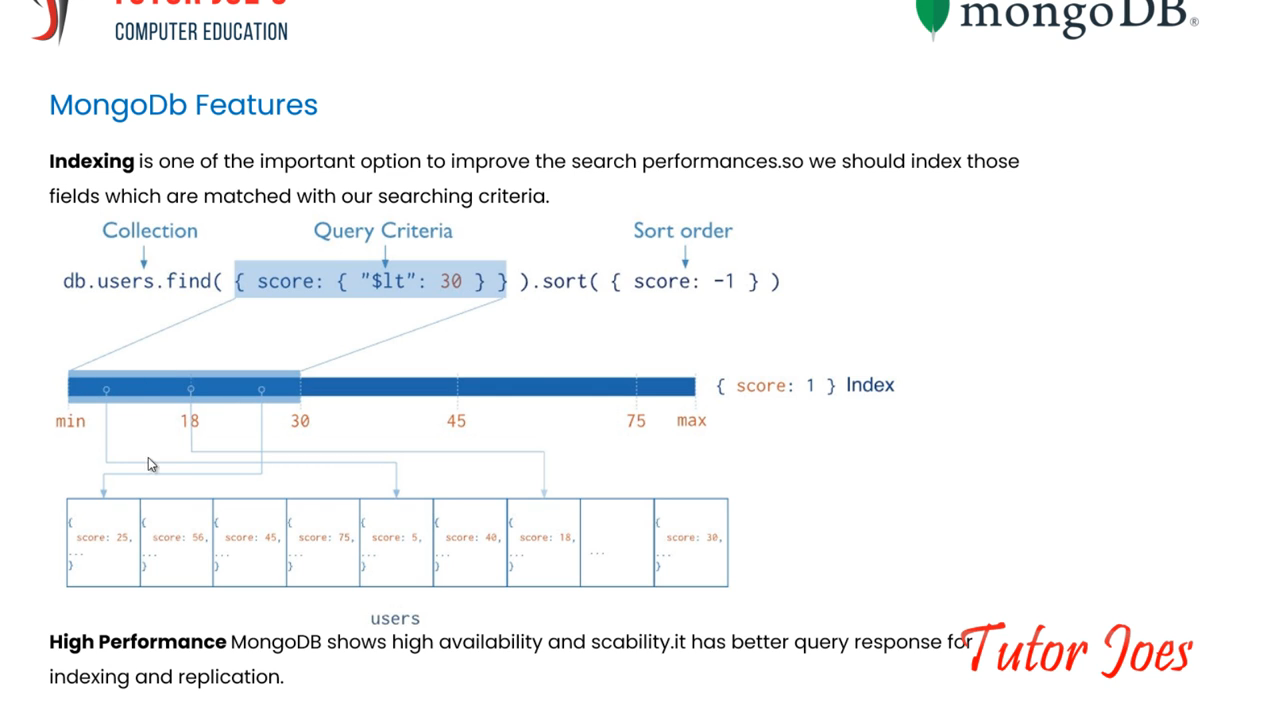 TUTOR JOE'S
COMPUTER EDUCATION
mongoDB®
MongoDb Features
Indexing is one of the important option to improve the search performances.so we should index those
fields which are matched with our searching criteria.
Collection Query Criteria Sort order
db.users.find( { score: { "$lt": 30 } } ).sort( { score: -1 } )
{ score: 1 } Index
min 18 30 45 75 max
{ { { { { { { {
score: 25, score: 56, score: 45, score: 75, score: 5, score: 40, score: 18, score: 30,
... ... ... ... ... ... ... ... ...
} } } } } } } }
users
High Performance MongoDB shows high availability and scability.it has better query response for
indexing and replication.
Tutor Joes